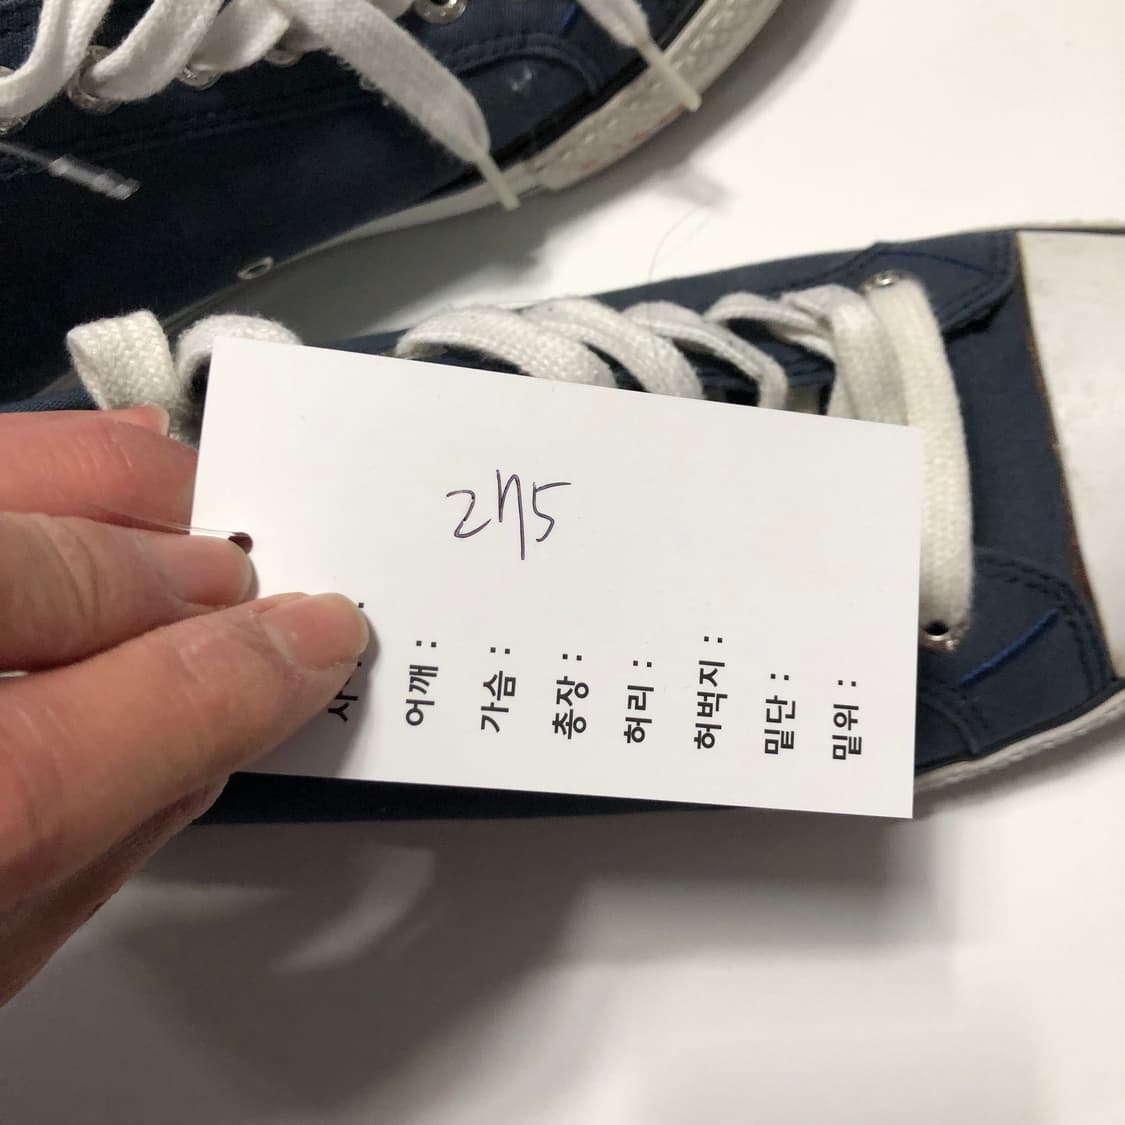 275
어깨 :
가슴 :
총장 :
허리 :
허벅지 :
밑단 :
밑위 :